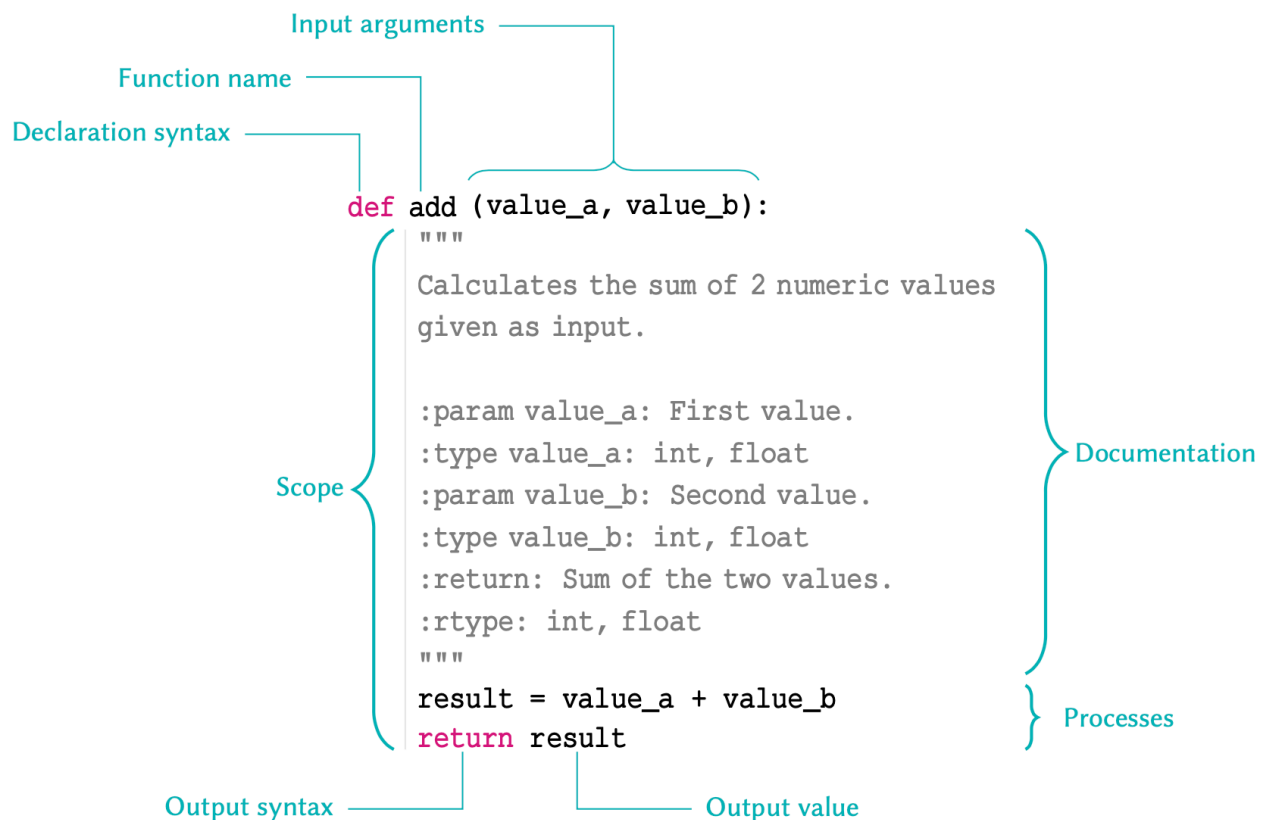 Input arguments
Function name
Declaration syntax
def add (value_a, value_b):
"""
Calculates the sum of 2 numeric values
given as input.
:param value_a: First value.
:type value_a: int, float
Documentation
:param value_b: Second value.
Scope
:type value_b: int, float
:return: Sum of the two values.
:rtype: int, float
"""
result = value_a + value_b
Processes
return result
Output syntax
Output value